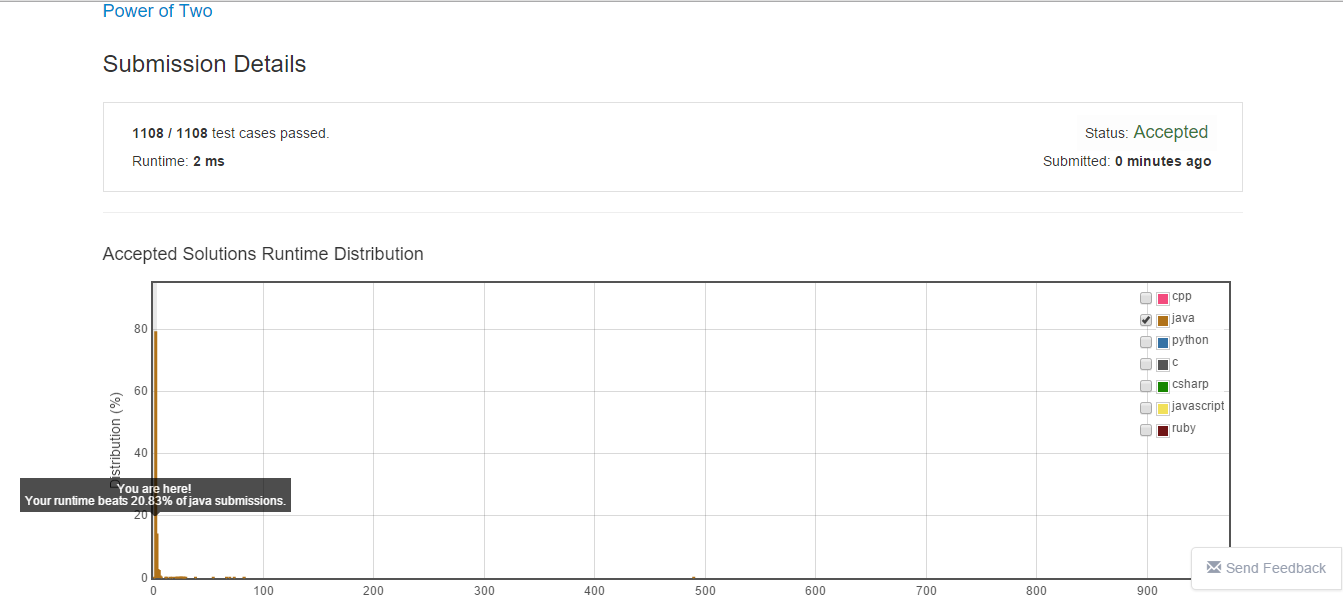 Power of Two
Submission Details
1108 / 1108 test cases passed.
Status: Accepted
Runtime: 2 ms
Submitted: 0 minutes ago
Accepted Solutions Runtime Distribution
cpp
java
python
c
csharp
javascript
ruby
Distribution (%)
80
60
40
20
0
You are here!
Your runtime beats 20.83% of java submissions.
0 100 200 300 400 500 600 700 800 900
Send Feedback